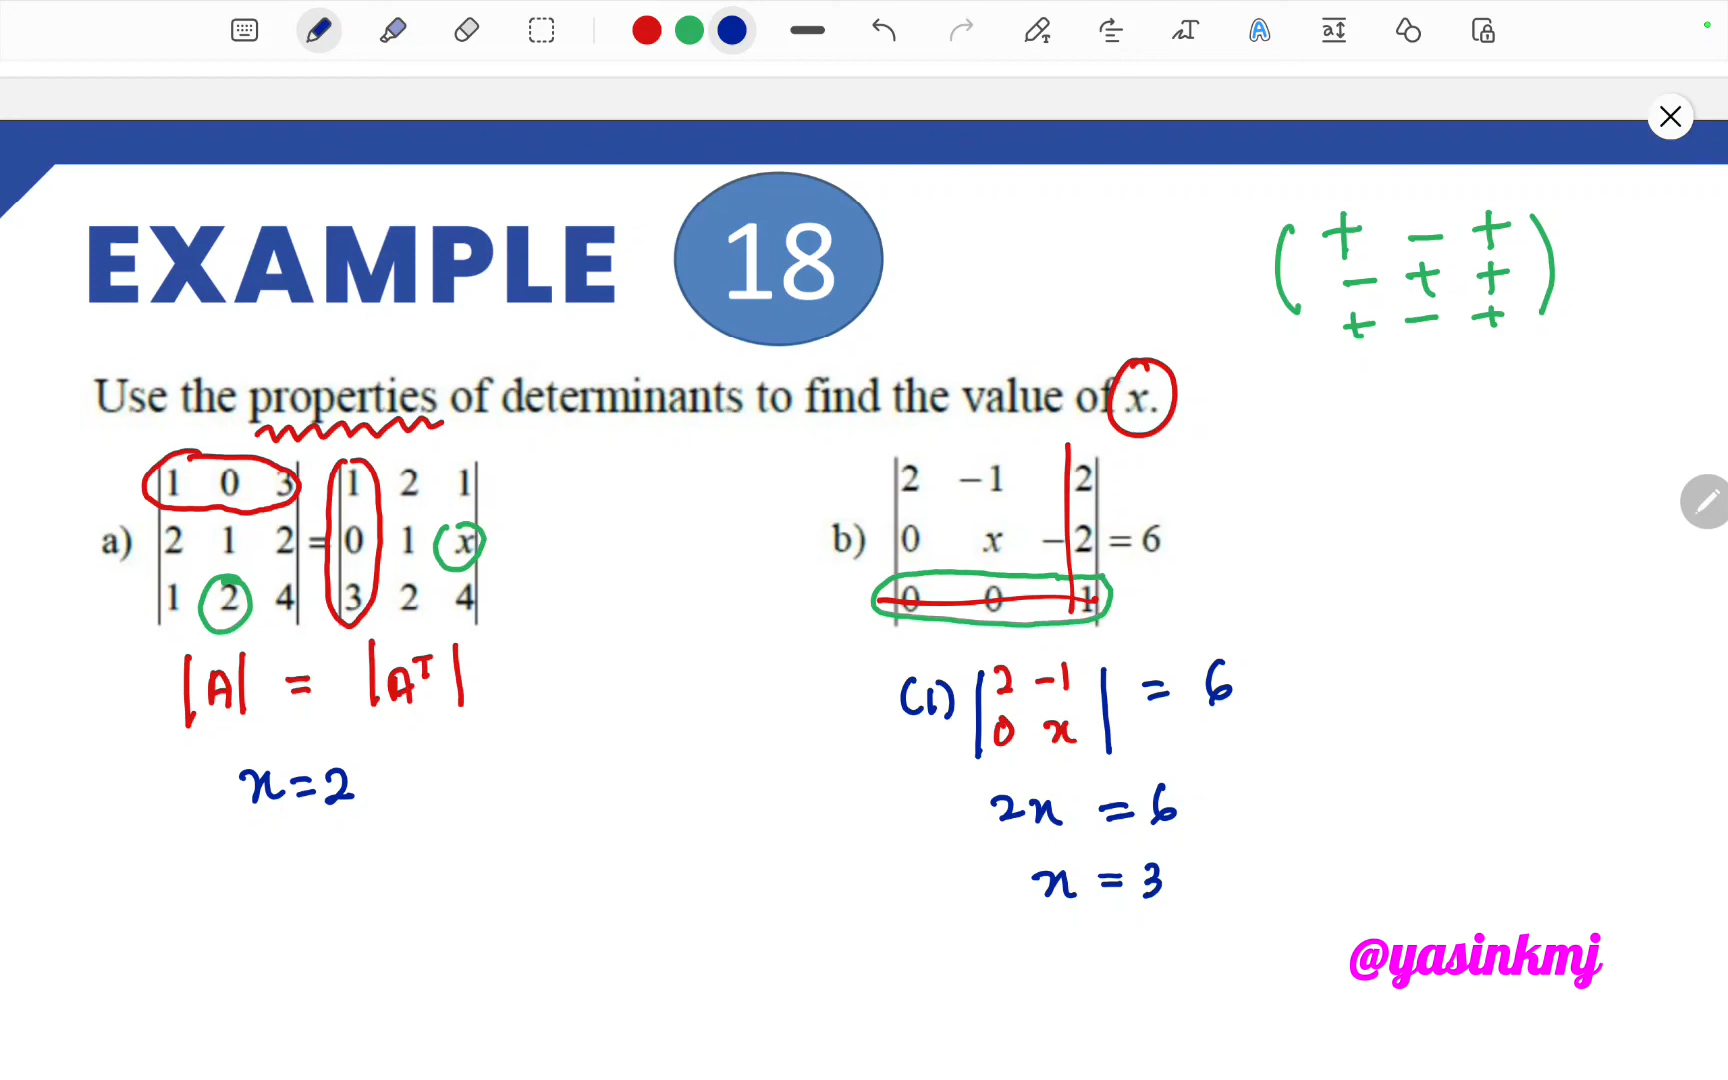 EXAMPLE 18
( + − +
− + +
+ − + )
Use the properties of determinants to find the value of x.
a) |1 0 3| = |1 2 1|
|2 1 2| |0 1 x|
|1 2 4| |3 2 4|
|A| = |Aᵀ|
x = 2
b) |2 −1 2|
|0 x −2| = 6
|0 0 1|
(1) |2 −1| = 6
|0 x|
2x = 6
x = 3
@yasinkmj